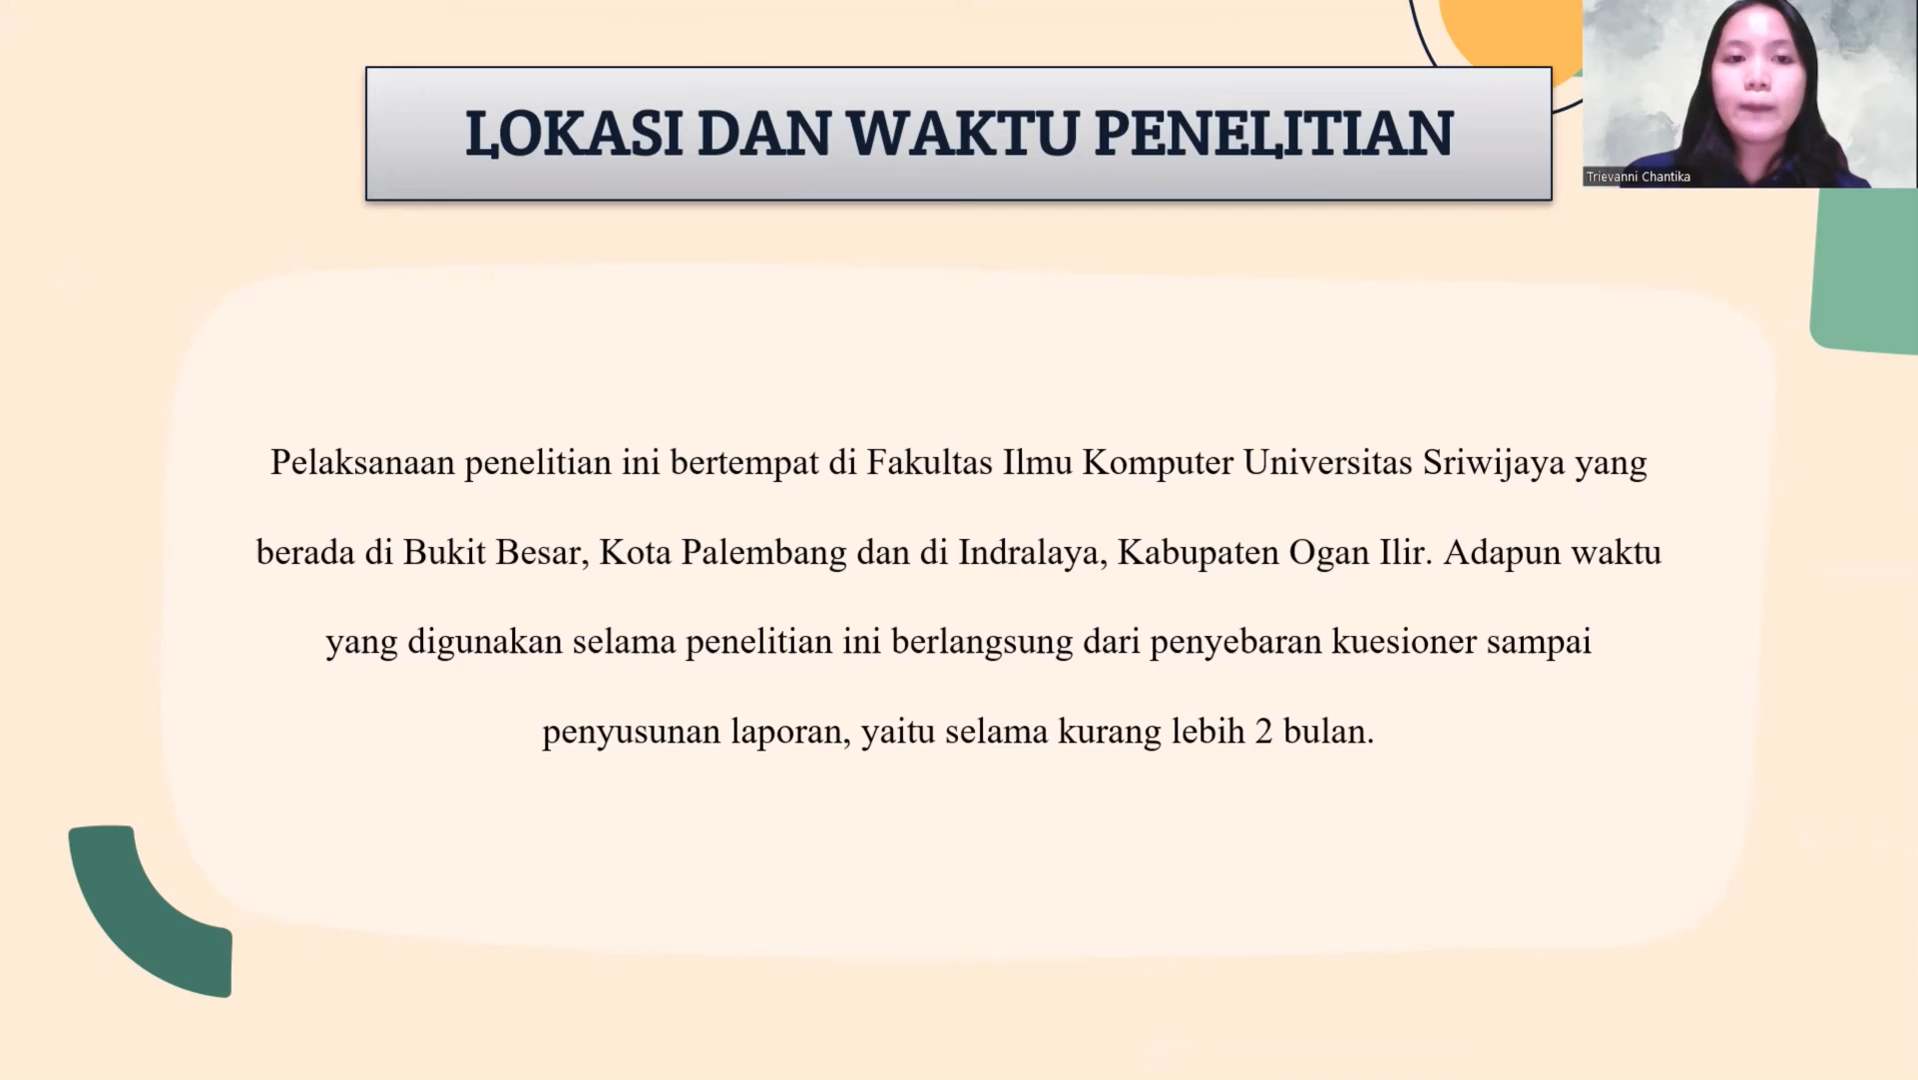 LOKASI DAN WAKTU PENELITIAN
Trievanni Chantika
Pelaksanaan penelitian ini bertempat di Fakultas Ilmu Komputer Universitas Sriwijaya yang
berada di Bukit Besar, Kota Palembang dan di Indralaya, Kabupaten Ogan Ilir. Adapun waktu
yang digunakan selama penelitian ini berlangsung dari penyebaran kuesioner sampai
penyusunan laporan, yaitu selama kurang lebih 2 bulan.